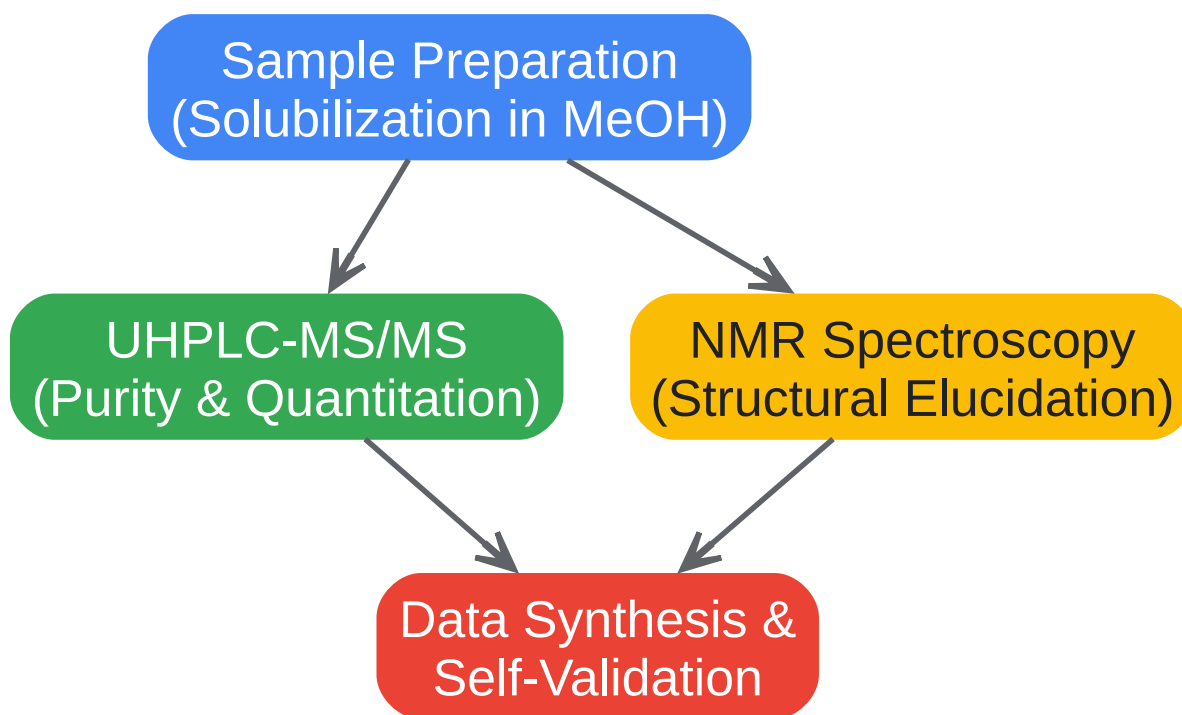 Sample Preparation
(Solubilization in MeOH)
UHPLC-MS/MS
(Purity & Quantitation)
NMR Spectroscopy
(Structural Elucidation)
Data Synthesis &
Self-Validation